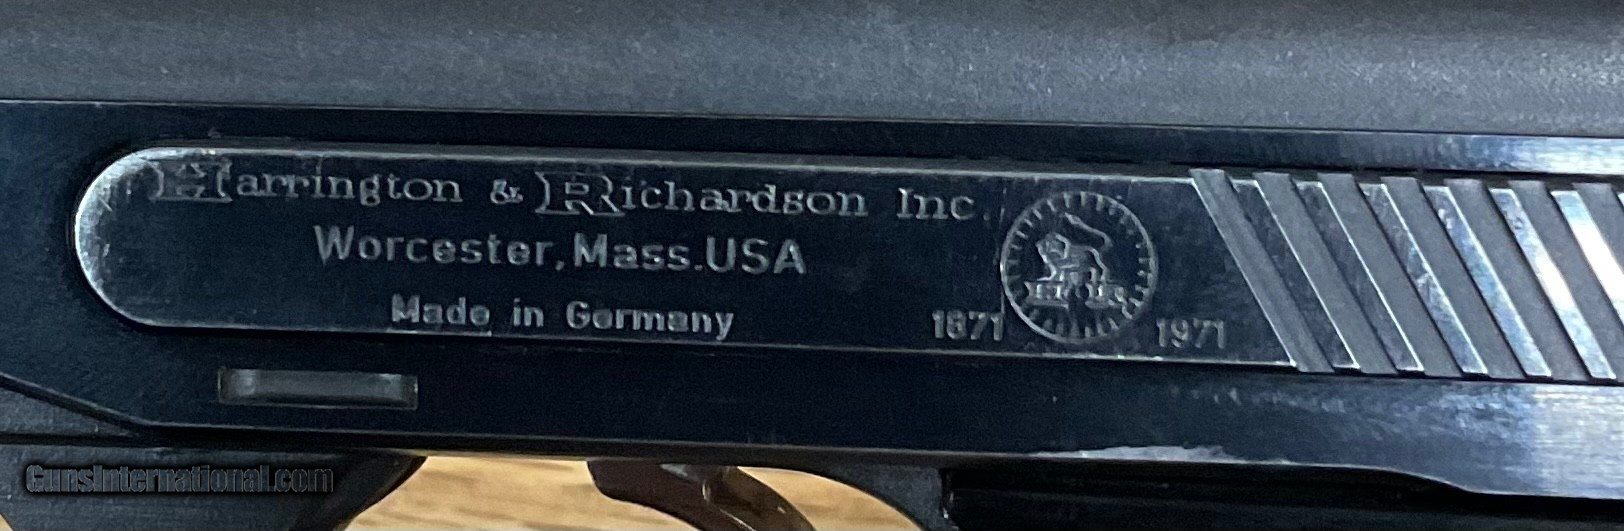 Harrington & Richardson Inc.
Worcester, Mass. USA
Made in Germany
H & R
1871 1971
GunsInternational.com